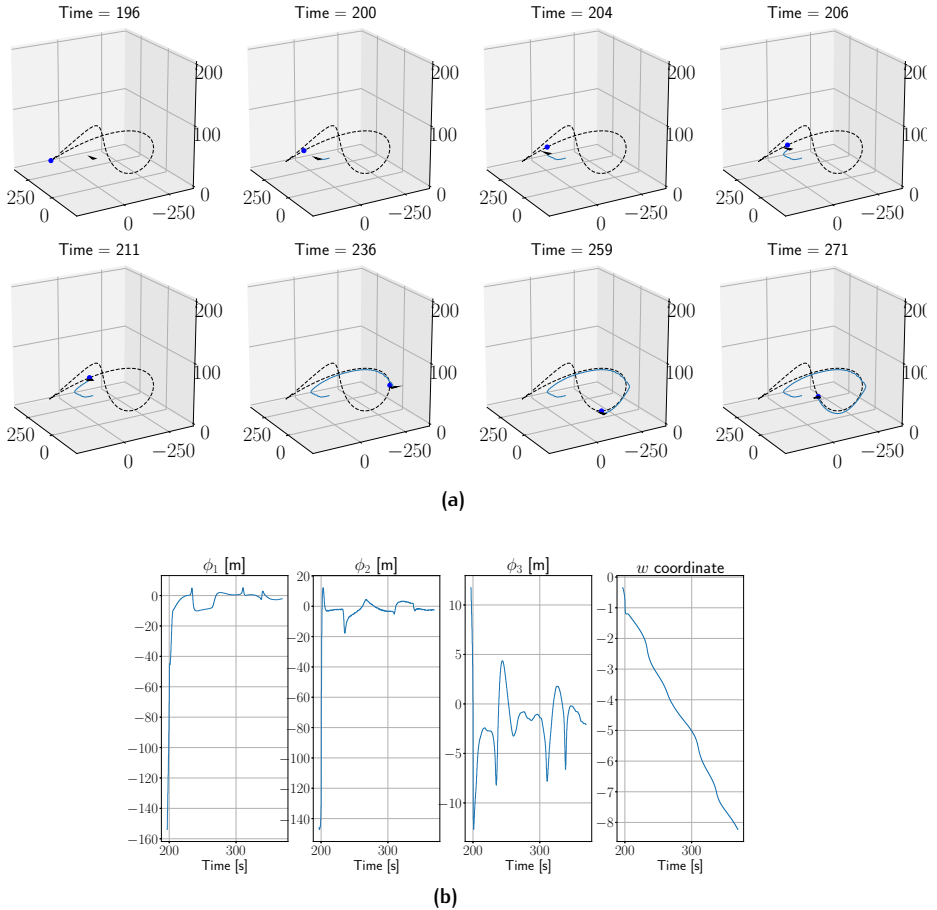 Time = 196 Time = 200 Time = 204 Time = 206
200 200 200 200
100 100 100 100
0 0 0 0
250 0 0 −250 250 0 0 −250 250 0 0 −250 250 0 0 −250
Time = 211 Time = 236 Time = 259 Time = 271
200 200 200 200
100 100 100 100
0 0 0 0
250 0 0 −250 250 0 0 −250 250 0 0 −250 250 0 0 −250
(a)
ϕ1 [m] ϕ2 [m] ϕ3 [m] w coordinate
0 −20 −40 −60 −80 −100 −120 −140 −160
20 0 −20 −40 −60 −80 −100 −120 −140
10 5 0 −5 −10
0 −1 −2 −3 −4 −5 −6 −7 −8
200 300 200 300 200 300 200 300
Time [s] Time [s] Time [s] Time [s]
(b)